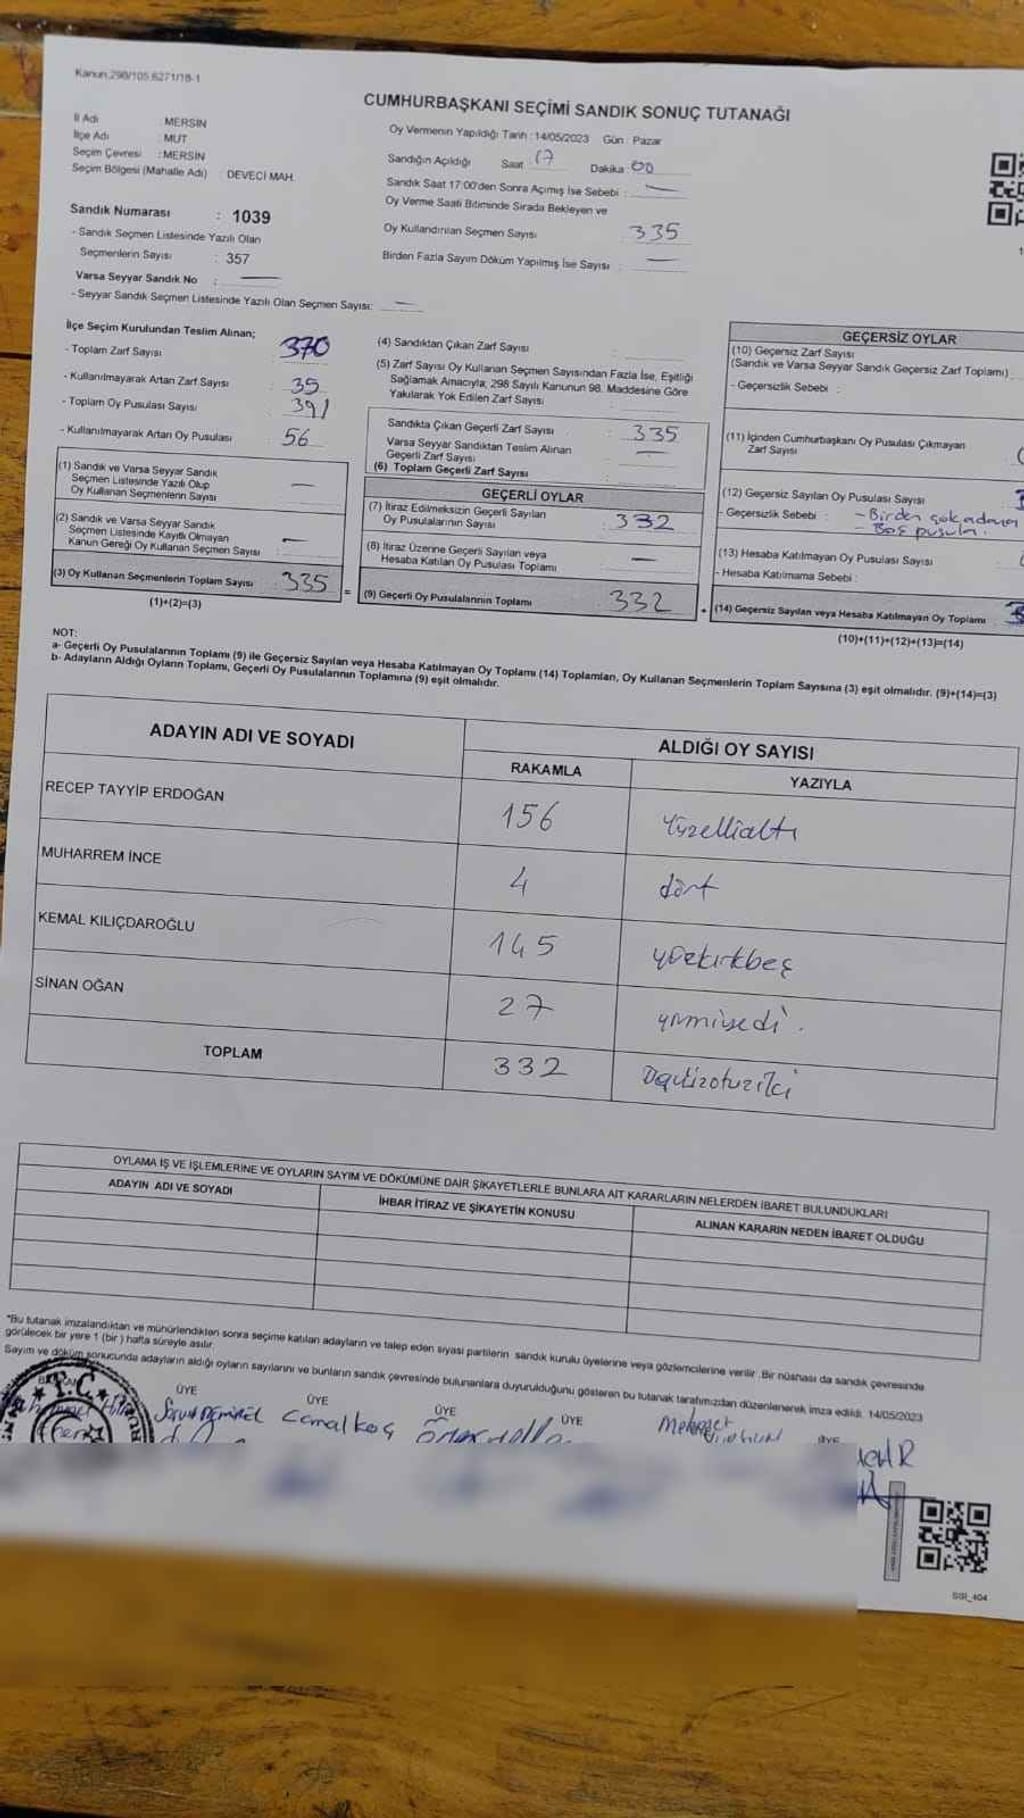 Kanun.298/105,6271/18-1
CUMHURBAŞKANI SEÇİMİ SANDIK SONUÇ TUTANAĞI
İl Adı MERSİN
İlçe Adı : MUT
Seçim Çevresi : MERSİN
Seçim Bölgesi (Mahalle Adı) : DEVECİ MAH.
Oy Vermenin Yapıldığı Tarih : 14/05/2023 Gün : Pazar
Sandığın Açıldığı Saat 17 Dakika : 00
Sandık Saat 17:00'den Sonra Açımış İse Sebebi : —
Oy Verme Saati Bitiminde Sırada Bekleyen ve
Oy Kullandırılan Seçmen Sayısı 335
Birden Fazla Sayım Döküm Yapılmış İse Sayısı : —
Sandık Numarası : 1039
- Sandık Seçmen Listesinde Yazılı Olan
Seçmenlerin Sayısı : 357
Varsa Seyyar Sandık No : —
- Seyyar Sandık Seçmen Listesinde Yazılı Olan Seçmen Sayısı: —
İlçe Seçim Kurulundan Teslim Alınan;
- Toplam Zarf Sayısı 370
- Kullanılmayarak Artan Zarf Sayısı : 35
- Toplam Oy Pusulası Sayısı : 391
- Kullanılmayarak Artan Oy Pusulası : 56
(1) Sandık ve Varsa Seyyar Sandık
Seçmen Listesinde Yazılı Olup
Oy Kullanan Seçmenlerin Sayısı —
(2) Sandık ve Varsa Seyyar Sandık
Seçmen Listesinde Kayıtlı Olmayan
Kanun Gereği Oy Kullanan Seçmen Sayısı : —
(3) Oy Kullanan Seçmenlerin Toplam Sayısı : 335
(1)+(2)=(3)
(4) Sandıktan Çıkan Zarf Sayısı
(5) Zarf Sayısı Oy Kullanan Seçmen Sayısından Fazla İse, Eşitliği
Sağlamak Amacıyla; 298 Sayılı Kanunun 98. Maddesine Göre
Yakılarak Yok Edilen Zarf Sayısı :
Sandıkta Çıkan Geçerli Zarf Sayısı : 335
Varsa Seyyar Sandıktan Teslim Alınan
Geçerli Zarf Sayısı : —
(6) Toplam Geçerli Zarf Sayısı
GEÇERLİ OYLAR
(7) İtiraz Edilmeksizin Geçerli Sayılan
Oy Pusulalarının Sayısı : 332
(8) İtiraz Üzerine Geçerli Sayılan veya
Hesaba Katılan Oy Pusulası Toplamı —
= (9) Geçerli Oy Pusulalarının Toplamı 332
GEÇERSİZ OYLAR
(10) Geçersiz Zarf Sayısı
(Sandık ve Varsa Seyyar Sandık Geçersiz Zarf Toplamı)
- Geçersizlik Sebebi :
(11) İçinden Cumhurbaşkanı Oy Pusulası Çıkmayan
Zarf Sayısı
(12) Geçersiz Sayılan Oy Pusulası Sayısı
- Geçersizlik Sebebi : - Birden çok adaya
- Boş pusula.
(13) Hesaba Katılmayan Oy Pusulası Sayısı
- Hesaba Katılmama Sebebi :
+ (14) Geçersiz Sayılan veya Hesaba Katılmayan Oy Toplamı
(10)+(11)+(12)+(13)=(14)
NOT:
a- Geçerli Oy Pusulalarının Toplamı (9) ile Geçersiz Sayılan veya Hesaba Katılmayan Oy Toplamı (14) Toplamları, Oy Kullanan Seçmenlerin Toplam Sayısına (3) eşit olmalıdır. (9)+(14)=(3)
b- Adayların Aldığı Oyların Toplamı, Geçerli Oy Pusulalarının Toplamına (9) eşit olmalıdır.
ADAYIN ADI VE SOYADI ALDIĞI OY SAYISI
RAKAMLA YAZIYLA
RECEP TAYYİP ERDOĞAN 156 Yüzellialtı
MUHARREM İNCE 4 dört
KEMAL KILIÇDAROĞLU 145 yüzkırkbeş
SİNAN OĞAN 27 yirmiyedi.
TOPLAM 332 üçyüzotuziki
OYLAMA İŞ VE İŞLEMLERİNE VE OYLARIN SAYIM VE DÖKÜMÜNE DAİR ŞİKAYETLERLE BUNLARA AİT KARARLARIN NELERDEN İBARET BULUNDUKLARI
ADAYIN ADI VE SOYADI İHBAR İTİRAZ VE ŞİKAYETİN KONUSU ALINAN KARARIN NEDEN İBARET OLDUĞU
*Bu tutanak imzalandıktan ve mühürlendikten sonra seçime katılan adayların ve talep eden siyasi partilerin sandık kurulu üyelerine veya gözlemcilerine verilir. Bir nüshası da sandık çevresinde
görülecek bir yere 1 (bir) hafta süreyle asılır.
Sayım ve döküm sonucunda adayların aldığı oyların sayılarını ve bunların sandık çevresinde bulunanlara duyurulduğunu gösteren bu tutanak tarafımızdan düzenlenerek imza edildi. 14/05/2023
ÜYE ÜYE ÜYE ÜYE ÜYE
T.C.
Cemal Koç Mehmet
SSR_404